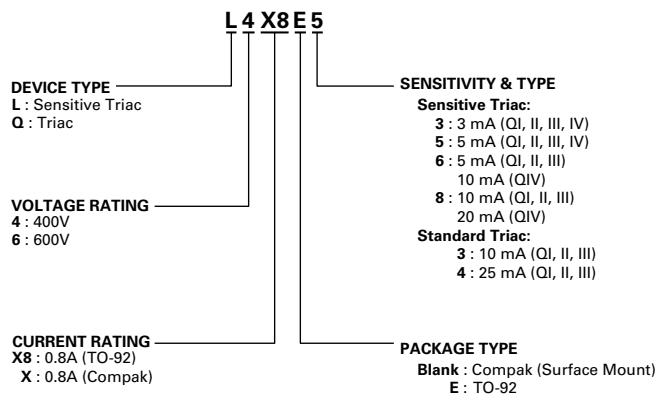 L 4 X8 E 5
DEVICE TYPE
L : Sensitive Triac
Q : Triac
VOLTAGE RATING
4 : 400V
6 : 600V
CURRENT RATING
X8 : 0.8A (TO-92)
X : 0.8A (Compak)
SENSITIVITY & TYPE
Sensitive Triac:
3 : 3 mA (QI, II, III, IV)
5 : 5 mA (QI, II, III, IV)
6 : 5 mA (QI, II, III)
10 mA (QIV)
8 : 10 mA (QI, II, III)
20 mA (QIV)
Standard Triac:
3 : 10 mA (QI, II, III)
4 : 25 mA (QI, II, III)
PACKAGE TYPE
Blank : Compak (Surface Mount)
E : TO-92